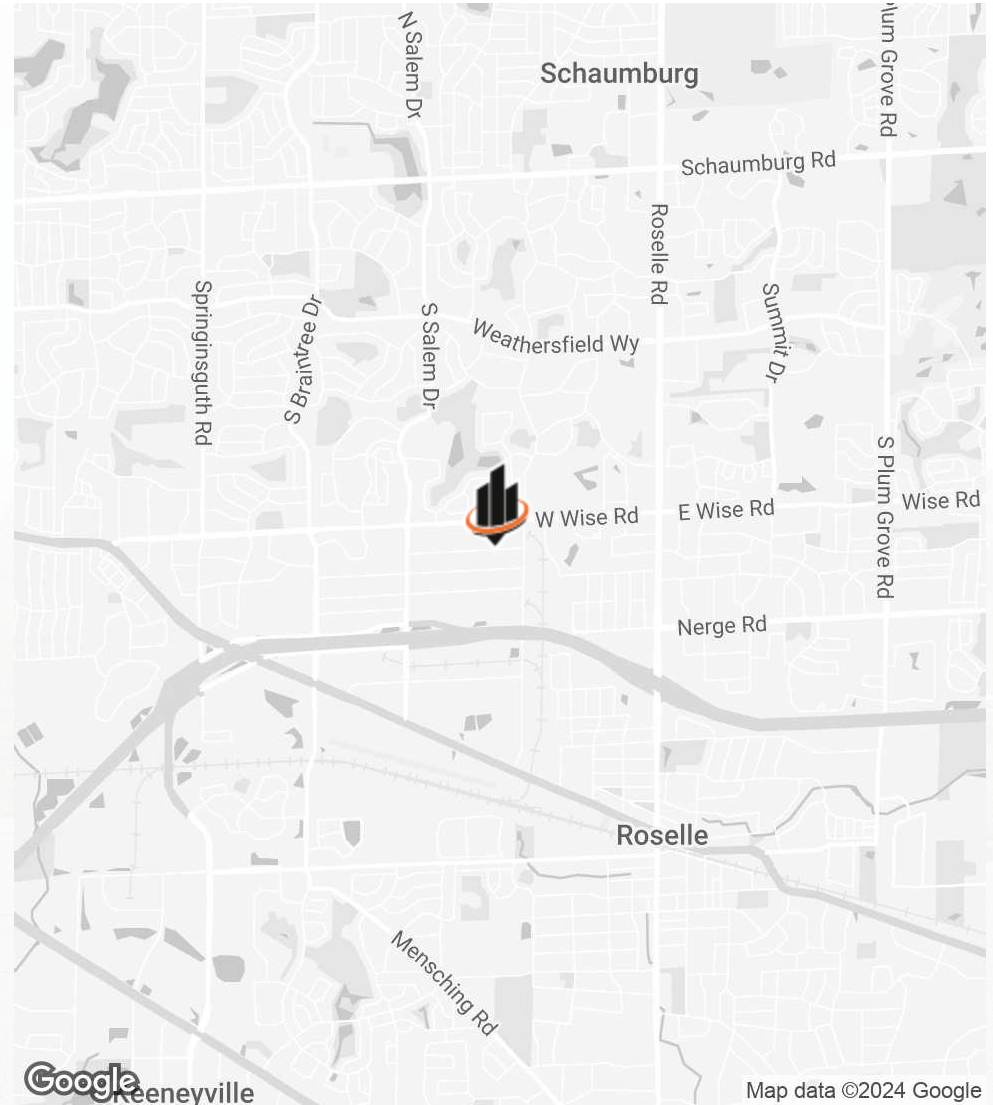 N Salem Dr
Plum Grove Rd
Schaumburg
Schaumburg Rd
Roselle Rd
Springinsguth Rd
S Braintree Dr
S Salem Dr
Weathersfield Wy
Summit Dr
S Plum Grove Rd
W Wise Rd
E Wise Rd
Wise Rd
Nerge Rd
Roselle
Mensching Rd
Google
Keeneyville
Map data ©2024 Google